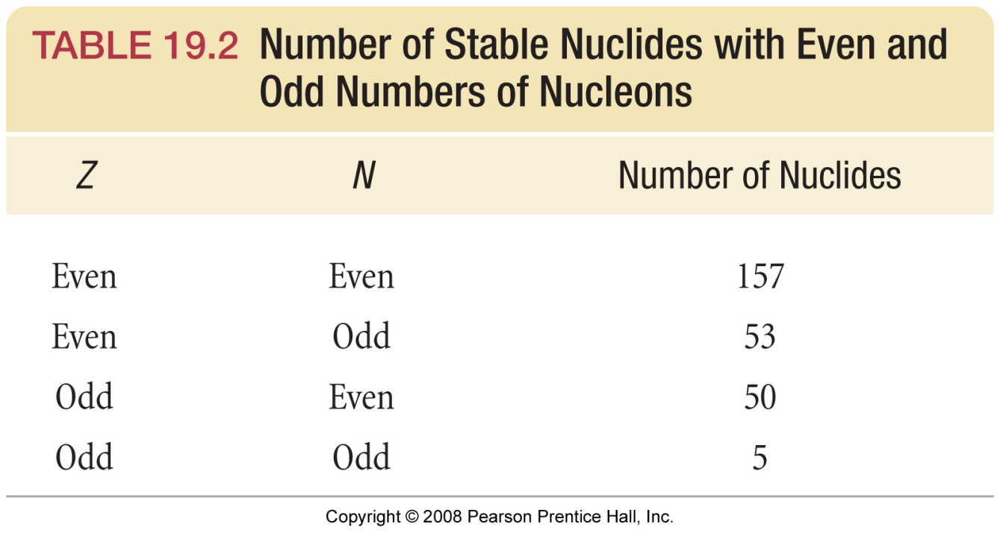 TABLE 19.2 Number of Stable Nuclides with Even and
Odd Numbers of Nucleons
Z N Number of Nuclides
Even Even 157
Even Odd 53
Odd Even 50
Odd Odd 5
Copyright © 2008 Pearson Prentice Hall, Inc.